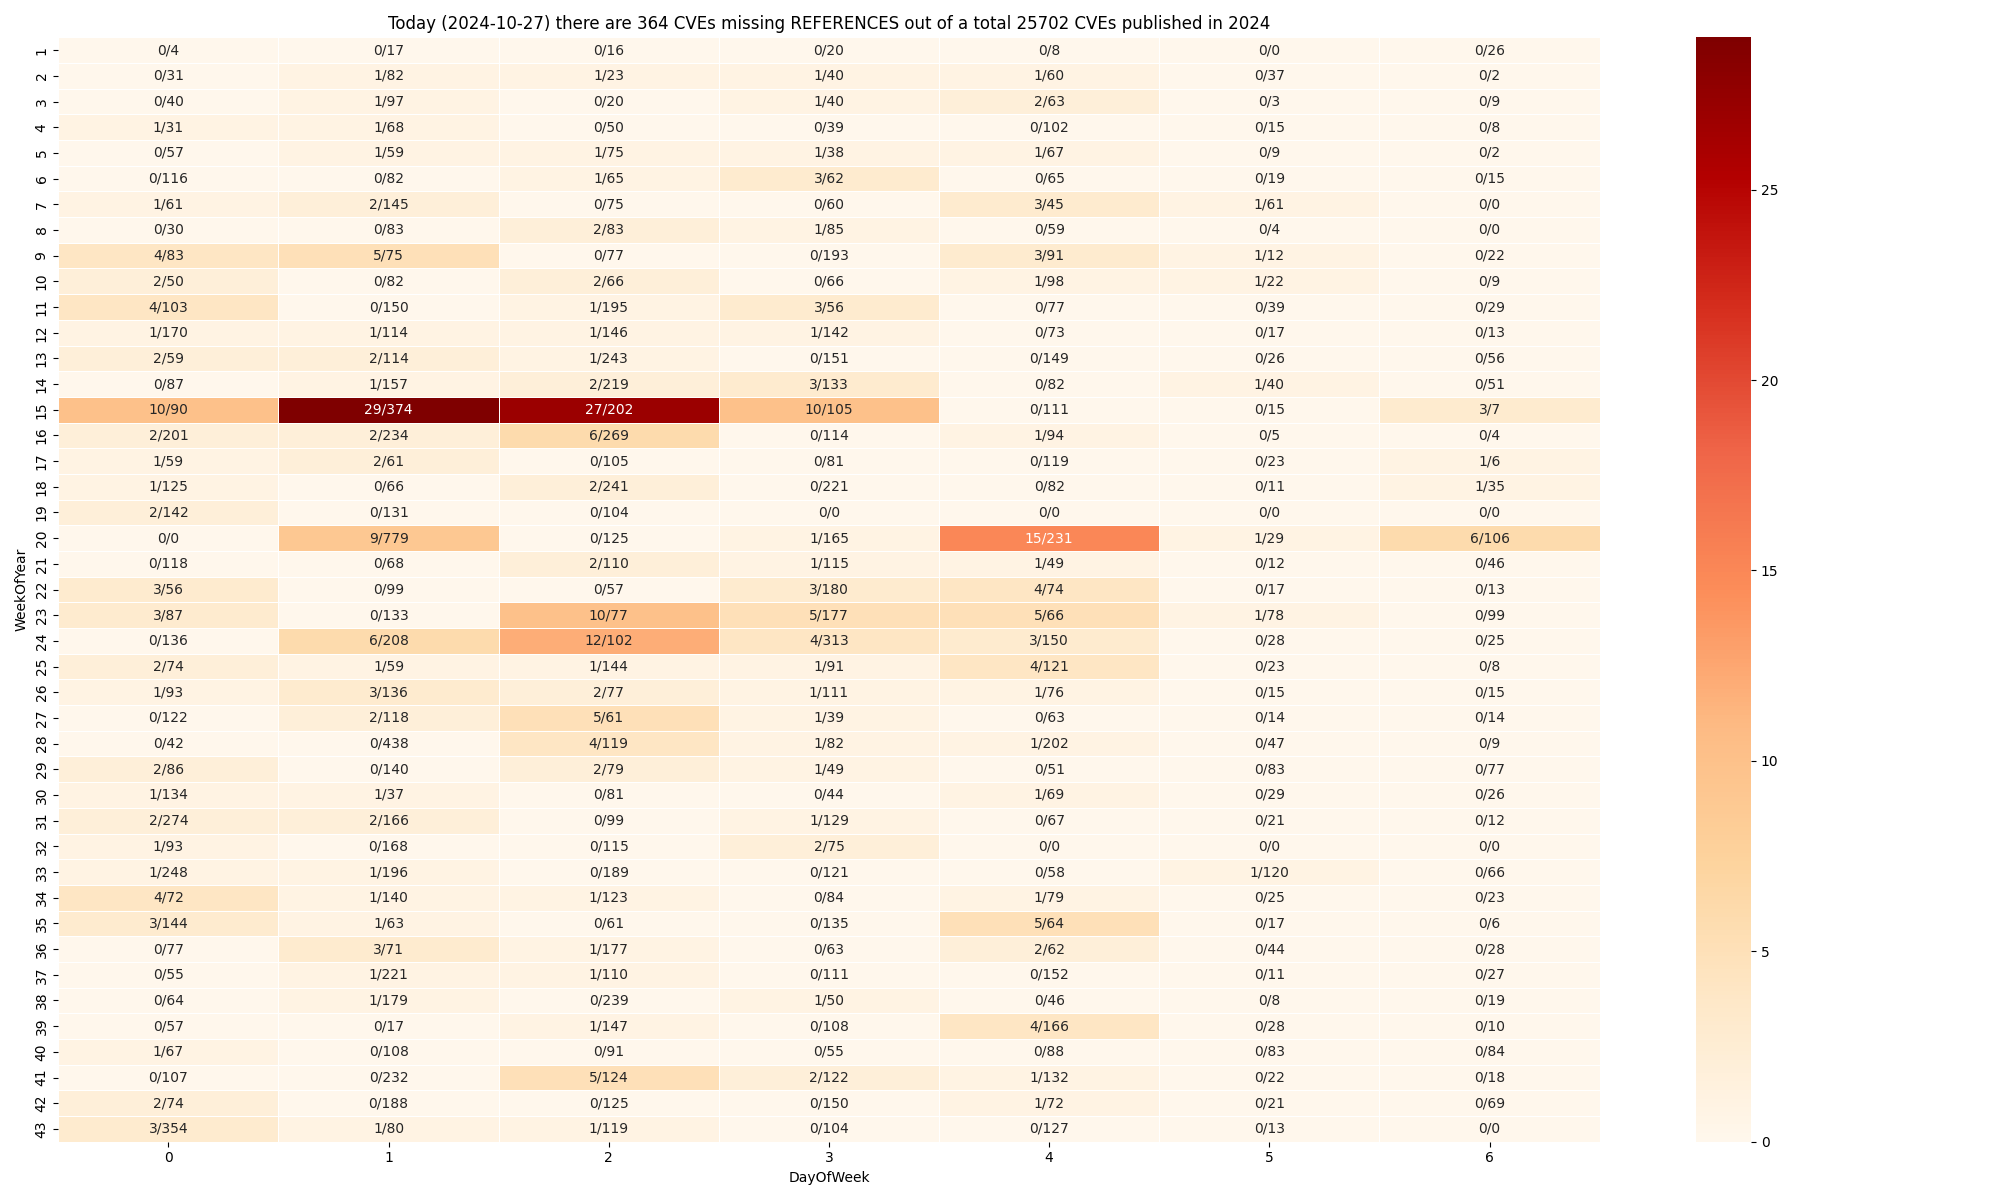 Today (2024-10-27) there are 364 CVEs missing REFERENCES out of a total 25702 CVEs published in 2024
1 0/4 0/17 0/16 0/20 0/8 0/0 0/26
2 0/31 1/82 1/23 1/40 1/60 0/37 0/2
3 0/40 1/97 0/20 1/40 2/63 0/3 0/9
4 1/31 1/68 0/50 0/39 0/102 0/15 0/8
5 0/57 1/59 1/75 1/38 1/67 0/9 0/2
6 0/116 0/82 1/65 3/62 0/65 0/19 0/15
7 1/61 2/145 0/75 0/60 3/45 1/61 0/0
8 0/30 0/83 2/83 1/85 0/59 0/4 0/0
9 4/83 5/75 0/77 0/193 3/91 1/12 0/22
10 2/50 0/82 2/66 0/66 1/98 1/22 0/9
11 4/103 0/150 1/195 3/56 0/77 0/39 0/29
12 1/170 1/114 1/146 1/142 0/73 0/17 0/13
13 2/59 2/114 1/243 0/151 0/149 0/26 0/56
14 0/87 1/157 2/219 3/133 0/82 1/40 0/51
15 10/90 29/374 27/202 10/105 0/111 0/15 3/7
16 2/201 2/234 6/269 0/114 1/94 0/5 0/4
17 1/59 2/61 0/105 0/81 0/119 0/23 1/6
18 1/125 0/66 2/241 0/221 0/82 0/11 1/35
19 2/142 0/131 0/104 0/0 0/0 0/0 0/0
20 0/0 9/779 0/125 1/165 15/231 1/29 6/106
21 0/118 0/68 2/110 1/115 1/49 0/12 0/46
22 3/56 0/99 0/57 3/180 4/74 0/17 0/13
23 3/87 0/133 10/77 5/177 5/66 1/78 0/99
24 0/136 6/208 12/102 4/313 3/150 0/28 0/25
25 2/74 1/59 1/144 1/91 4/121 0/23 0/8
26 1/93 3/136 2/77 1/111 1/76 0/15 0/15
27 0/122 2/118 5/61 1/39 0/63 0/14 0/14
28 0/42 0/438 4/119 1/82 1/202 0/47 0/9
29 2/86 0/140 2/79 1/49 0/51 0/83 0/77
30 1/134 1/37 0/81 0/44 1/69 0/29 0/26
31 2/274 2/166 0/99 1/129 0/67 0/21 0/12
32 1/93 0/168 0/115 2/75 0/0 0/0 0/0
33 1/248 1/196 0/189 0/121 0/58 1/120 0/66
34 4/72 1/140 1/123 0/84 1/79 0/25 0/23
35 3/144 1/63 0/61 0/135 5/64 0/17 0/6
36 0/77 3/71 1/177 0/63 2/62 0/44 0/28
37 0/55 1/221 1/110 0/111 0/152 0/11 0/27
38 0/64 1/179 0/239 1/50 0/46 0/8 0/19
39 0/57 0/17 1/147 0/108 4/166 0/28 0/10
40 1/67 0/108 0/91 0/55 0/88 0/83 0/84
41 0/107 0/232 5/124 2/122 1/132 0/22 0/18
42 2/74 0/188 0/125 0/150 1/72 0/21 0/69
43 3/354 1/80 1/119 0/104 0/127 0/13 0/0
0 1 2 3 4 5 6
DayOfWeek
WeekOfYear
25
20
15
10
5
0